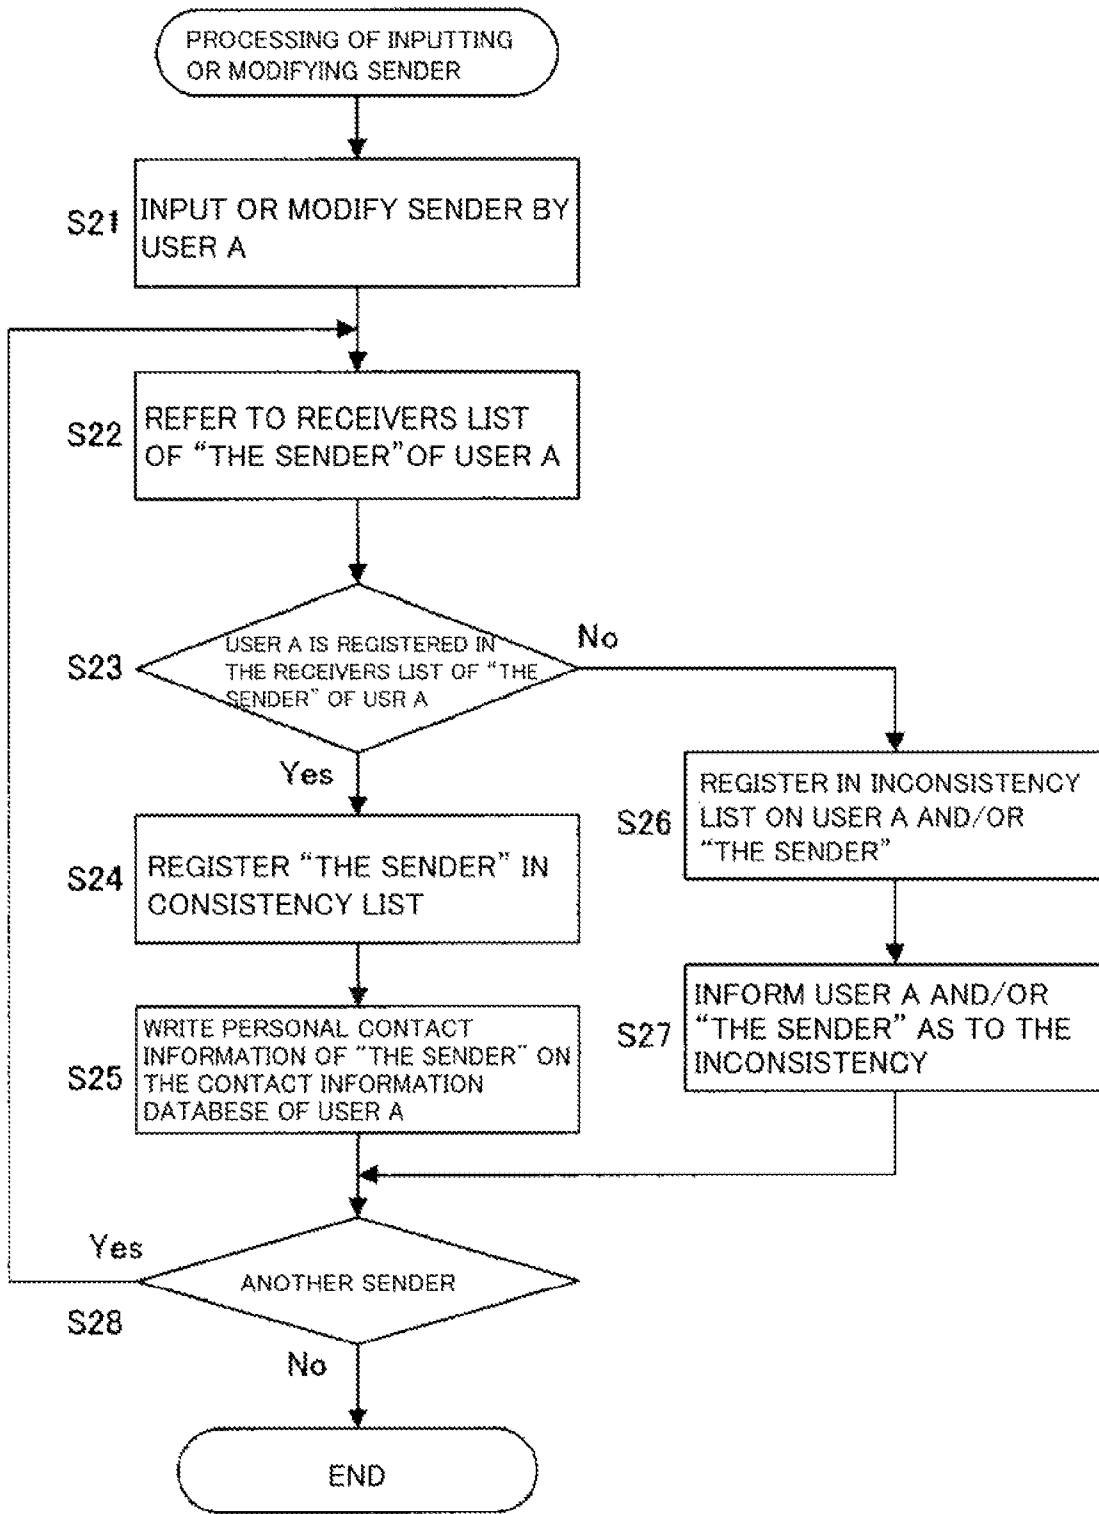 PROCESSING OF INPUTTING
OR MODIFYING SENDER
S21
INPUT OR MODIFY SENDER BY
USER A
S22
REFER TO RECEIVERS LIST
OF “THE SENDER”OF USER A
S23
USER A IS REGISTERED IN
THE RECEIVERS LIST OF “THE
SENDER” OF USR A
No
Yes
S24
REGISTER “THE SENDER” IN
CONSISTENCY LIST
S25
WRITE PERSONAL CONTACT
INFORMATION OF “THE SENDER” ON
THE CONTACT INFORMATION
DATABESE OF USER A
S26
REGISTER IN INCONSISTENCY
LIST ON USER A AND/OR
“THE SENDER”
S27
INFORM USER A AND/OR
“THE SENDER” AS TO THE
INCONSISTENCY
Yes
ANOTHER SENDER
S28
No
END